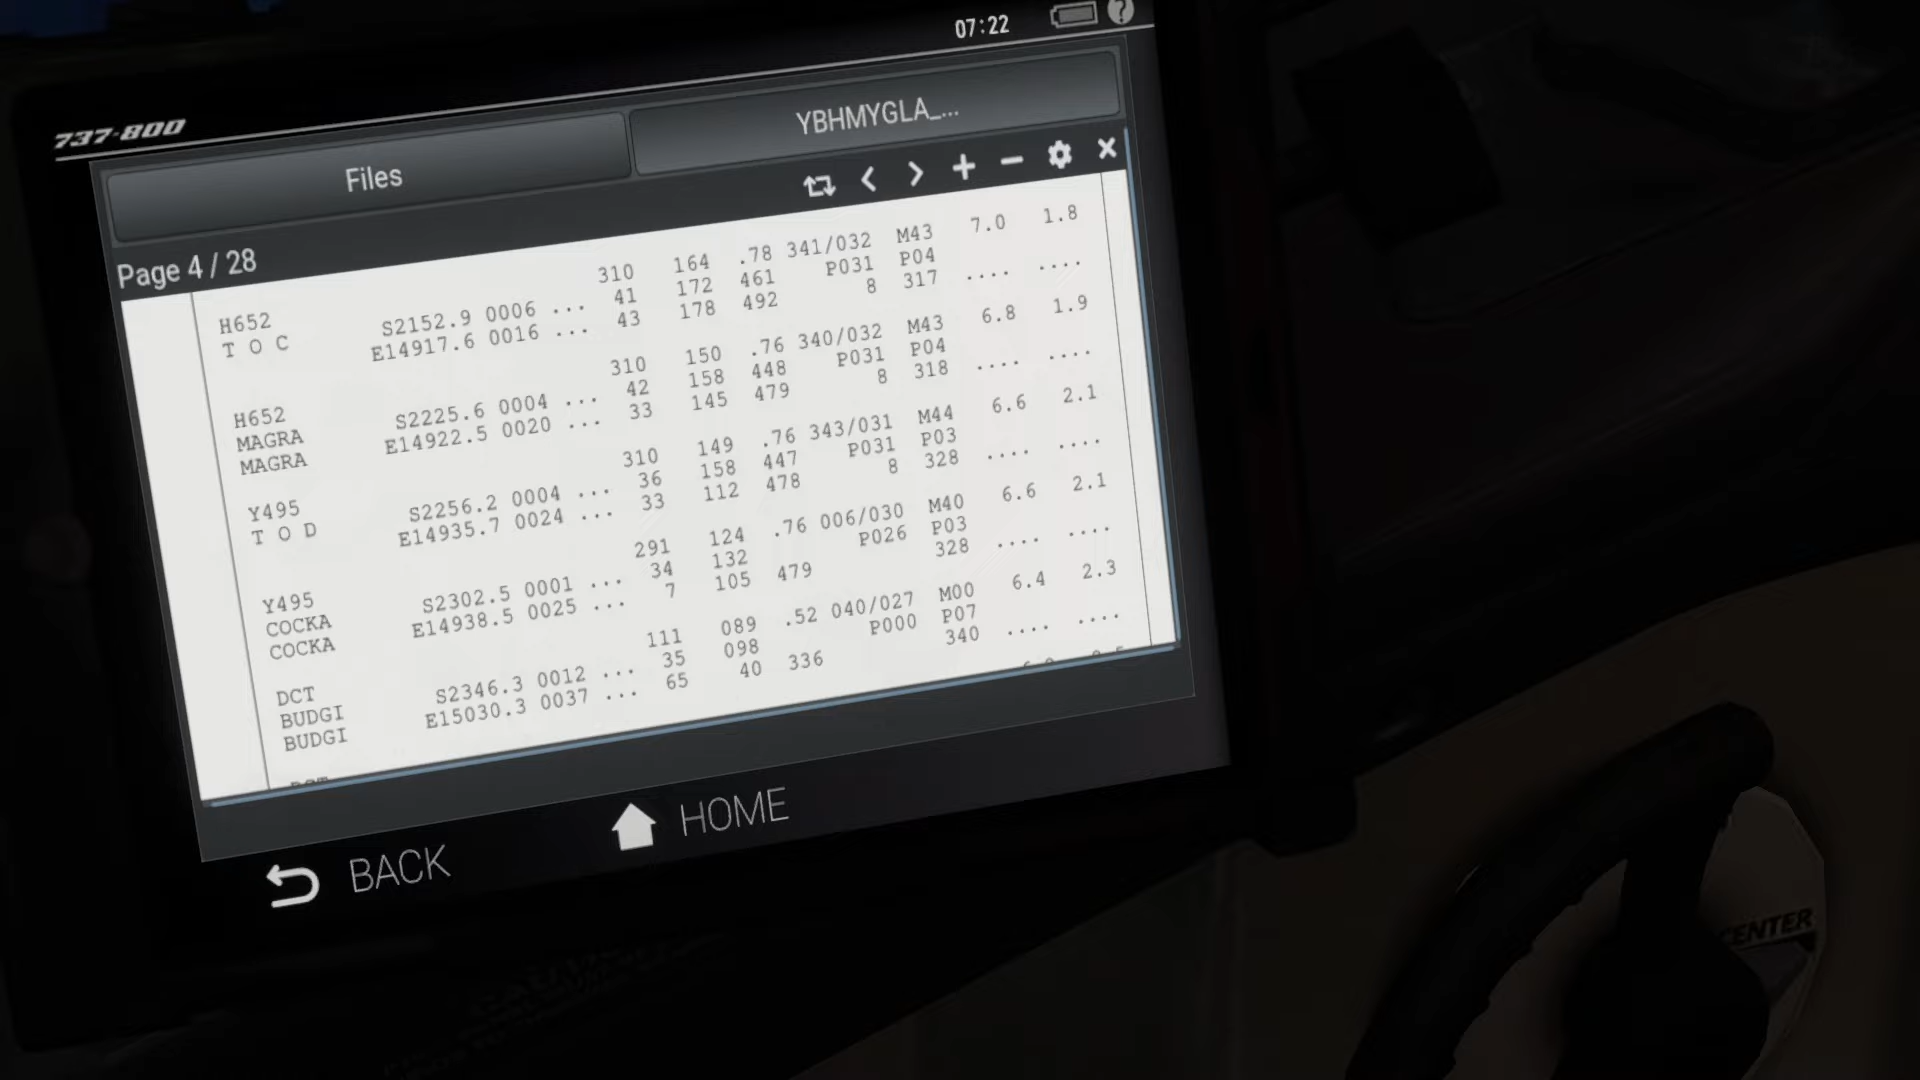 07:22
737-800
Files
YBHMYGLA_...
Page 4 / 28
310 164 .78 341/032 M43 7.0 1.8
H652 S2152.9 0006 ... 41 172 461 P031 P04
T O C E14917.6 0016 ... 43 178 492 8 317 .... ....
310 150 .76 340/032 M43 6.8 1.9
H652
MAGRA S2225.6 0004 ... 42 158 448 P031 P04
MAGRA E14922.5 0020 ... 33 145 479 8 318 .... ....
310 149 .76 343/031 M44 6.6 2.1
Y495 S2256.2 0004 ... 36 158 447 P031 P03
T O D E14935.7 0024 ... 33 112 478 8 328 .... ....
291 124 .76 006/030 M40 6.6 2.1
Y495
COCKA S2302.5 0001 ... 34 132 P026 P03
COCKA E14938.5 0025 ... 7 105 479 328 .... ....
111 089 .52 040/027 M00 6.4 2.3
DCT
BUDGI S2346.3 0012 ... 35 098 P000 P07
BUDGI E15030.3 0037 ... 65 40 336 340 .... ....
BACK
HOME
CENTER